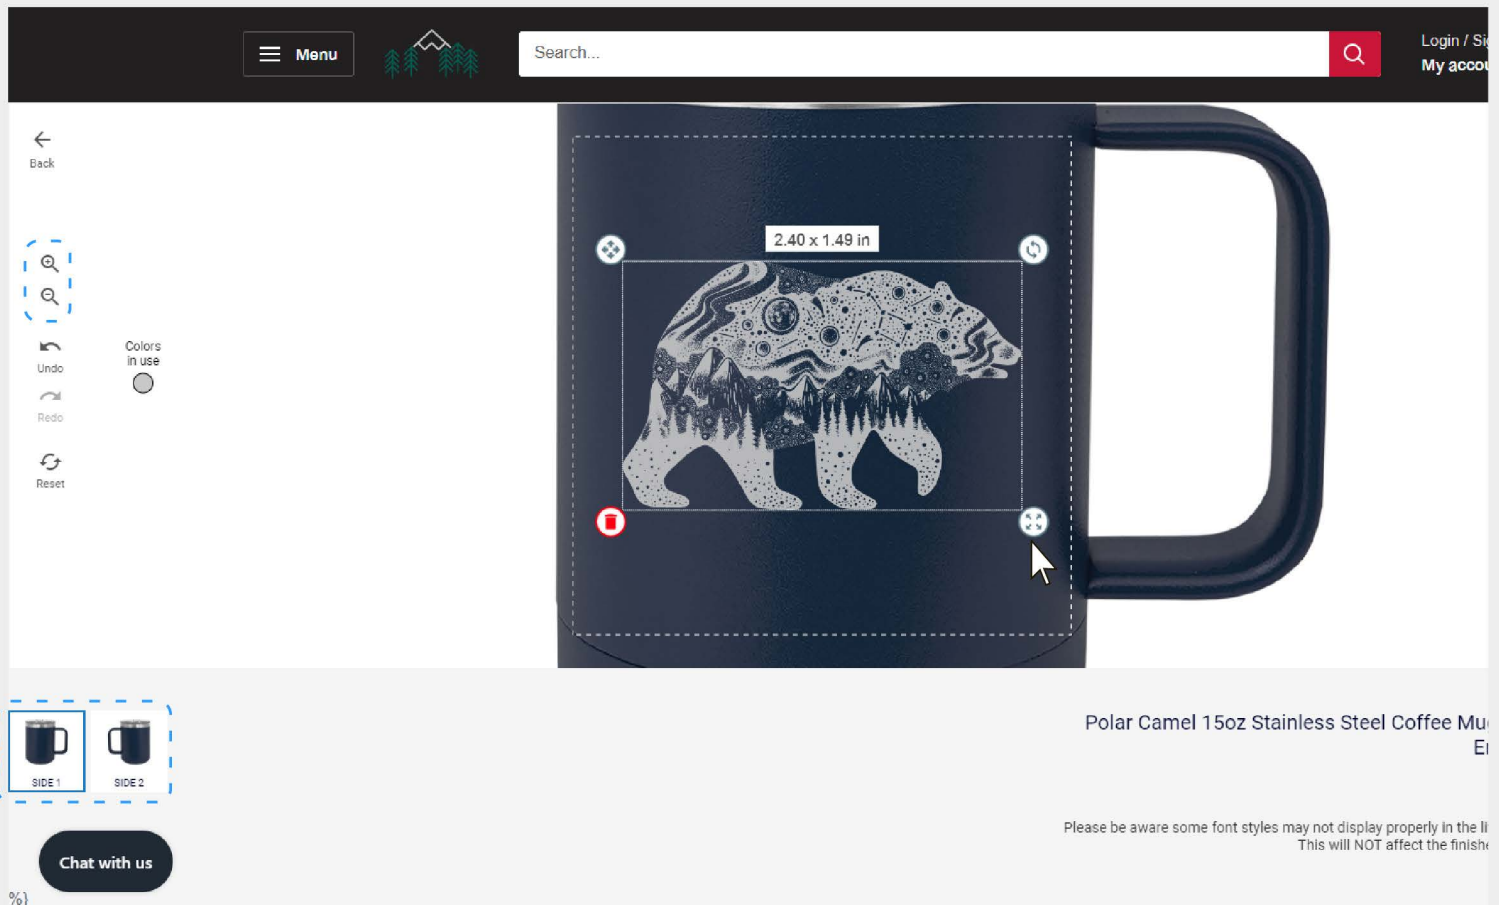 Menu
Search...
Login / Si
My accou
Back
2.40 x 1.49 in
Undo
Colors
in use
Redo
Reset
Polar Camel 15oz Stainless Steel Coffee Mu
SIDE 1
SIDE 2
Please be aware some font styles may not display properly in the li
This will NOT affect the finishe
Chat with us
%}